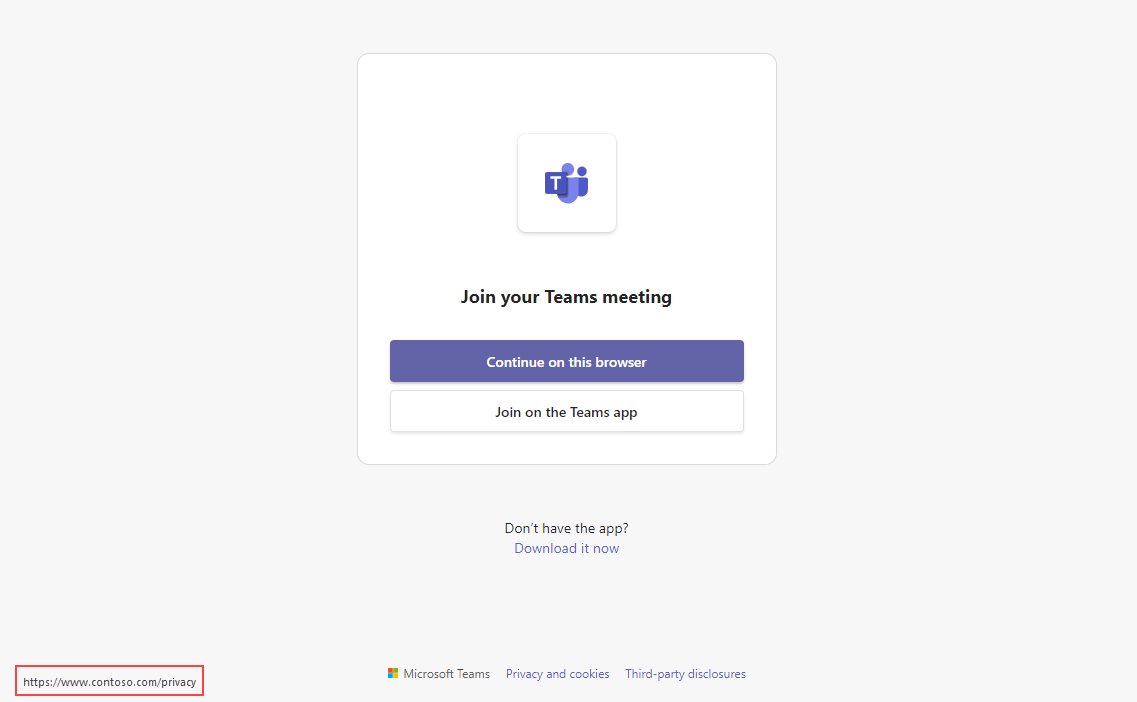 T
Join your Teams meeting
Continue on this browser
Join on the Teams app
Don't have the app?
Download it now
Microsoft Teams Privacy and cookies Third-party disclosures
https://www.contoso.com/privacy